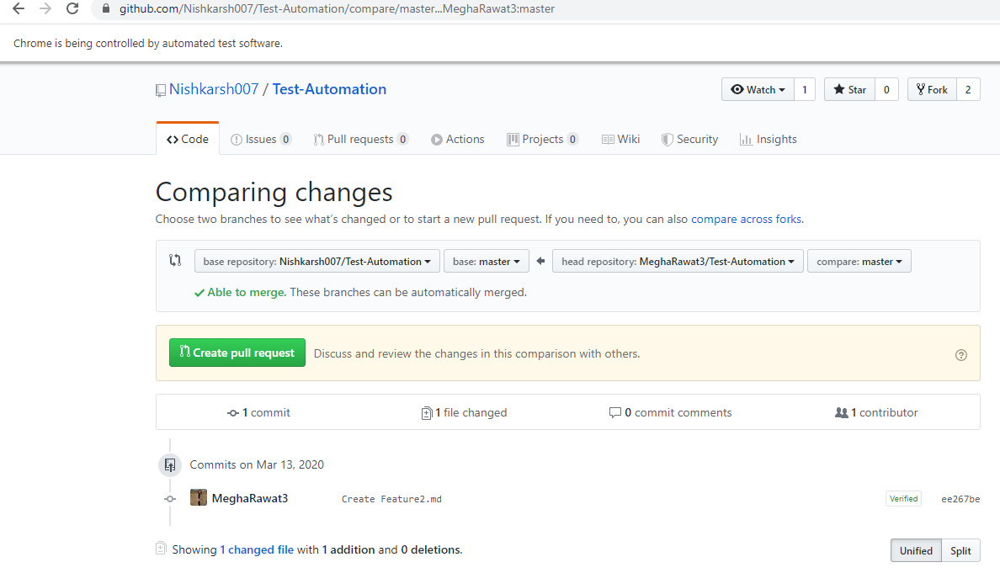 github.com/Nishkarsh007/Test-Automation/compare/master...MeghaRawat3:master
Chrome is being controlled by automated test software.
Nishkarsh007 / Test-Automation
Watch 1 Star 0 Fork 2
Code Issues 0 Pull requests 0 Actions Projects 0 Wiki Security Insights
Comparing changes
Choose two branches to see what's changed or to start a new pull request. If you need to, you can also compare across forks.
base repository: Nishkarsh007/Test-Automation base: master head repository: MeghaRawat3/Test-Automation compare: master
Able to merge. These branches can be automatically merged.
Create pull request Discuss and review the changes in this comparison with others.
1 commit 1 file changed 0 commit comments 1 contributor
Commits on Mar 13, 2020
MeghaRawat3 Create Feature2.md Verified ee267be
Showing 1 changed file with 1 addition and 0 deletions. Unified Split